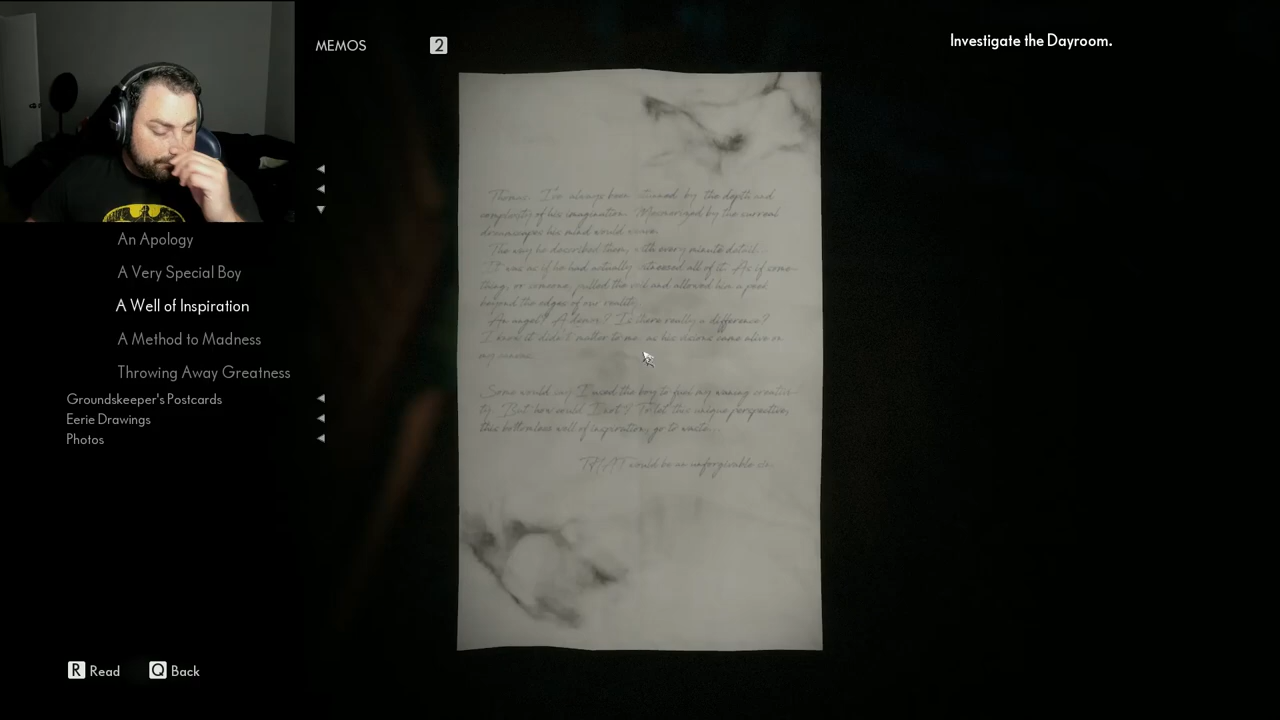 MEMOS 2
Investigate the Dayroom.
An Apology
A Very Special Boy
A Well of Inspiration
A Method to Madness
Throwing Away Greatness
Groundskeeper's Postcards
Eerie Drawings
Photos
Thomas. I've always been stunned by the depth and
complexity of his imagination. Mesmerized by the surreal
dreamscapes his mind would weave.
The way he described them, with every minute detail...
It was as if he had actually witnessed all of it. As if some-
thing, or someone, pulled the veil and allowed him a peek
beyond the edges of our reality.
An angel? A demon? Is there really a difference?
I know it didn't matter to me, as his visions came alive on
my canvas.
Some would say I used the boy to fuel my waning creativi-
ty. But how could I not? To let this unique perspective,
this bottomless well of inspiration, go to waste...
THAT would be an unforgivable sin.
R Read
Q Back